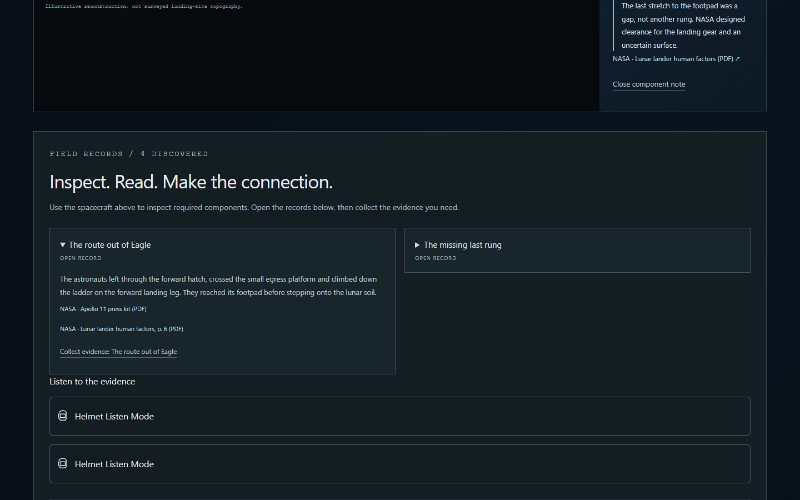 Illustrative reconstruction, not surveyed landing-site topography.
The last stretch to the footpad was a
gap, not another rung. NASA designed
clearance for the landing gear and an
uncertain surface.
NASA · Lunar lander human factors (PDF) ↗
Close component note
FIELD RECORDS / 4 DISCOVERED
Inspect. Read. Make the connection.
Use the spacecraft above to inspect required components. Open the records below, then collect the evidence you need.
▼ The route out of Eagle
OPEN RECORD
The astronauts left through the forward hatch, crossed the small egress platform and climbed down
the ladder on the forward landing leg. They reached its footpad before stepping onto the lunar soil.
NASA · Apollo 11 press kit (PDF)
NASA · Lunar lander human factors, p. 6 (PDF)
Collect evidence: The route out of Eagle
▶ The missing last rung
OPEN RECORD
Listen to the evidence
Helmet Listen Mode
Helmet Listen Mode